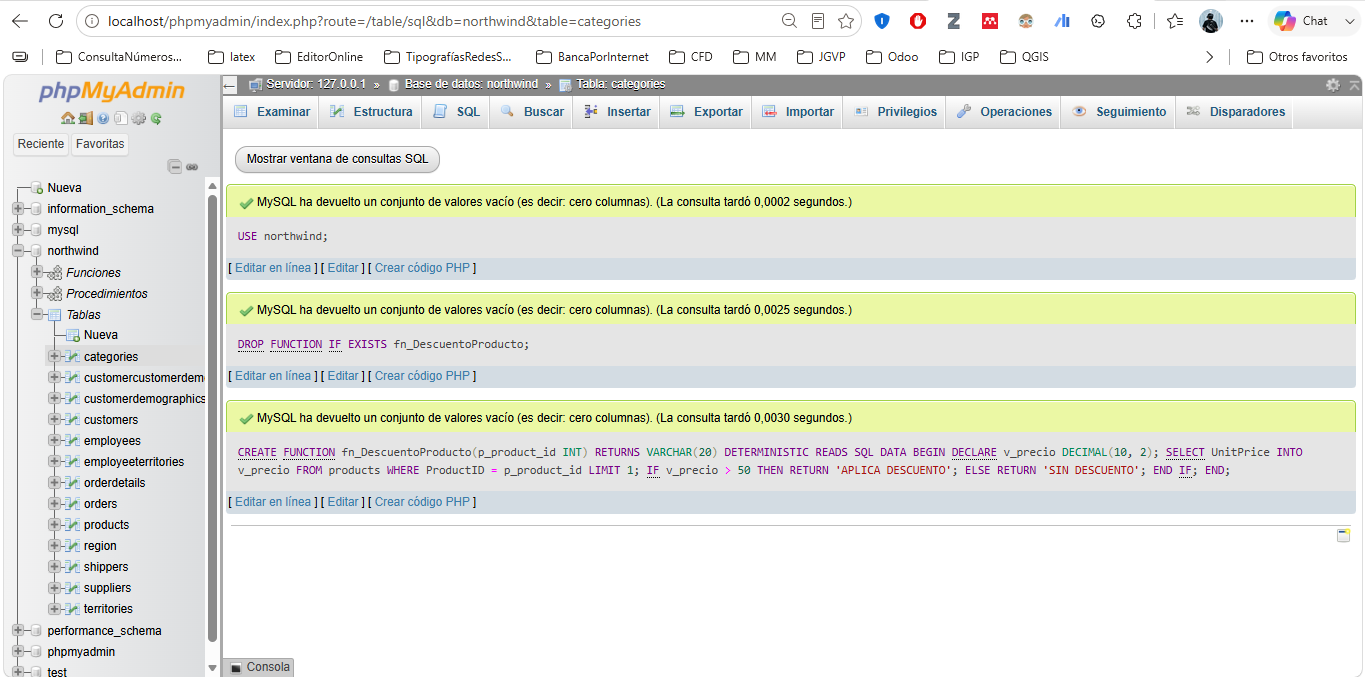 localhost/phpmyadmin/index.php?route=/table/sql&db=northwind&table=categories
Chat
ConsultaNúmeros...
latex
EditorOnline
TipografíasRedesS...
BancaPorInternet
CFD
MM
JGVP
Odoo
IGP
QGIS
Otros favoritos
phpMyAdmin
Reciente
Favoritas
Nueva
information_schema
mysql
northwind
Funciones
Procedimientos
Tablas
Nueva
categories
customercustomerdem
customerdemographics
customers
employees
employeeterritories
orderdetails
orders
products
region
shippers
suppliers
territories
performance_schema
phpmyadmin
test
Servidor: 127.0.0.1 » Base de datos: northwind » Tabla: categories
Examinar
Estructura
SQL
Buscar
Insertar
Exportar
Importar
Privilegios
Operaciones
Seguimiento
Disparadores
Mostrar ventana de consultas SQL
MySQL ha devuelto un conjunto de valores vacío (es decir: cero columnas). (La consulta tardó 0,0002 segundos.)
USE northwind;
[ Editar en línea ] [ Editar ] [ Crear código PHP ]
MySQL ha devuelto un conjunto de valores vacío (es decir: cero columnas). (La consulta tardó 0,0025 segundos.)
DROP FUNCTION IF EXISTS fn_DescuentoProducto;
[ Editar en línea ] [ Editar ] [ Crear código PHP ]
MySQL ha devuelto un conjunto de valores vacío (es decir: cero columnas). (La consulta tardó 0,0030 segundos.)
CREATE FUNCTION fn_DescuentoProducto(p_product_id INT) RETURNS VARCHAR(20) DETERMINISTIC READS SQL DATA BEGIN DECLARE v_precio DECIMAL(10, 2); SELECT UnitPrice INTO
v_precio FROM products WHERE ProductID = p_product_id LIMIT 1; IF v_precio > 50 THEN RETURN 'APLICA DESCUENTO'; ELSE RETURN 'SIN DESCUENTO'; END IF; END;
[ Editar en línea ] [ Editar ] [ Crear código PHP ]
Consola